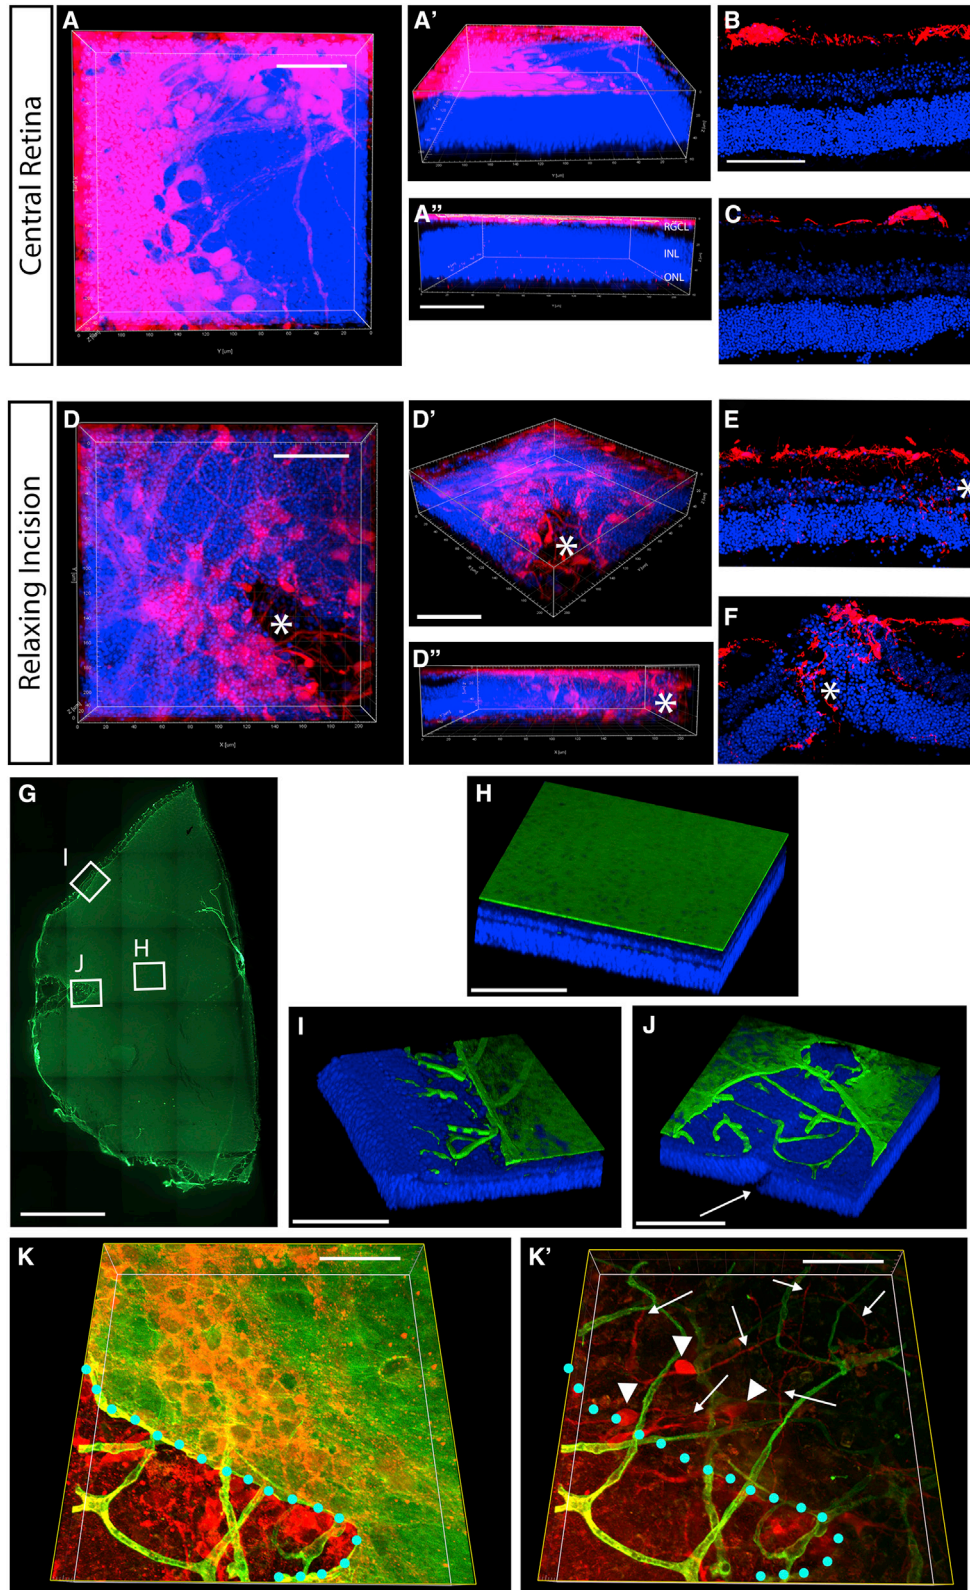 Central Retina
A
A'
A''
RGCL
INL
ONL
B
C
Relaxing Incision
D
*
D'
*
D''
*
E
*
F
*
G
I
J
H
H
I
J
K
K'